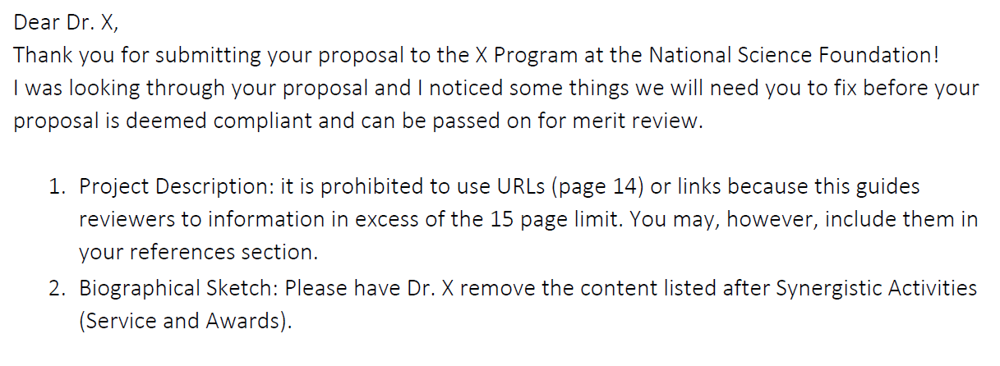 Dear Dr. X,
Thank you for submitting your proposal to the X Program at the National Science Foundation!
I was looking through your proposal and I noticed some things we will need you to fix before your
proposal is deemed compliant and can be passed on for merit review.
1. Project Description: it is prohibited to use URLs (page 14) or links because this guides
reviewers to information in excess of the 15 page limit. You may, however, include them in
your references section.
2. Biographical Sketch: Please have Dr. X remove the content listed after Synergistic Activities
(Service and Awards).